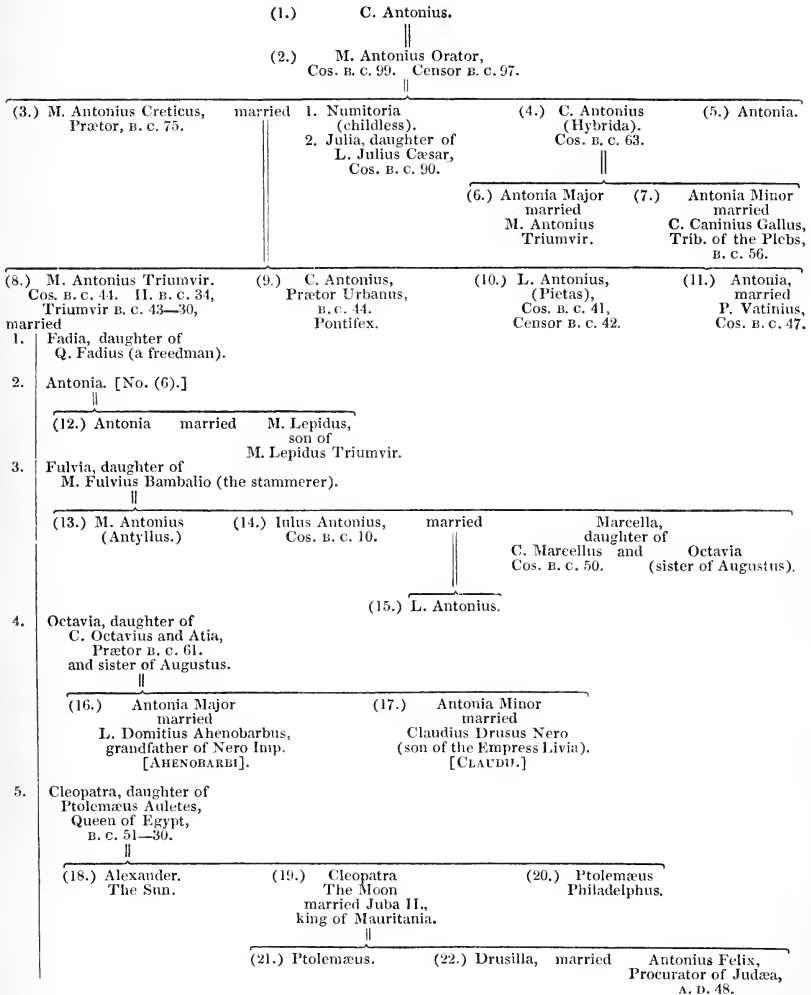 (1.) C. Antonius.
(2.) M. Antonius Orator,
Cos. B. C. 99. Censor B. C. 97.
(3.) M. Antonius Creticus, married 1. Numitoria (4.) C. Antonius (5.) Antonia.
Prætor, B. C. 75. (childless). (Hybrida).
2. Julia, daughter of Cos. B. C. 63.
L. Julius Cæsar,
Cos. B. C. 90.
(6.) Antonia Major (7.) Antonia Minor
married married
M. Antonius C. Caninius Gallus,
Triumvir. Trib. of the Plebs,
B. C. 56.
(8.) M. Antonius Triumvir. (9.) C. Antonius, (10.) L. Antonius, (11.) Antonia,
Cos. B. C. 44. II. B. C. 34, Prætor Urbanus, (Pietas), married
Triumvir B. C. 43—30, B. C. 44. Cos. B. C. 41, P. Vatinius,
married Pontifex. Censor B. C. 42. Cos. B. C. 47.
1. Fadia, daughter of
Q. Fadius (a freedman).
2. Antonia. [No. (6).]
(12.) Antonia married M. Lepidus,
son of
M. Lepidus Triumvir.
3. Fulvia, daughter of
M. Fulvius Bambalio (the stammerer).
(13.) M. Antonius (14.) Iulus Antonius, married Marcella,
(Antyllus.) Cos. B. C. 10. daughter of
C. Marcellus and Octavia
Cos. B. C. 50. (sister of Augustus).
(15.) L. Antonius.
4. Octavia, daughter of
C. Octavius and Atia,
Prætor B. C. 61.
and sister of Augustus.
(16.) Antonia Major (17.) Antonia Minor
married married
L. Domitius Ahenobarbus, Claudius Drusus Nero
grandfather of Nero Imp. (son of the Empress Livia).
[AHENOBARBI]. [CLAUDII.]
5. Cleopatra, daughter of
Ptolemæus Auletes,
Queen of Egypt,
B. C. 51—30.
(18.) Alexander. (19.) Cleopatra (20.) Ptolemæus
The Sun. The Moon Philadelphus.
married Juba II.,
king of Mauritania.
(21.) Ptolemæus. (22.) Drusilla, married Antonius Felix,
Procurator of Judæa,
A. D. 48.